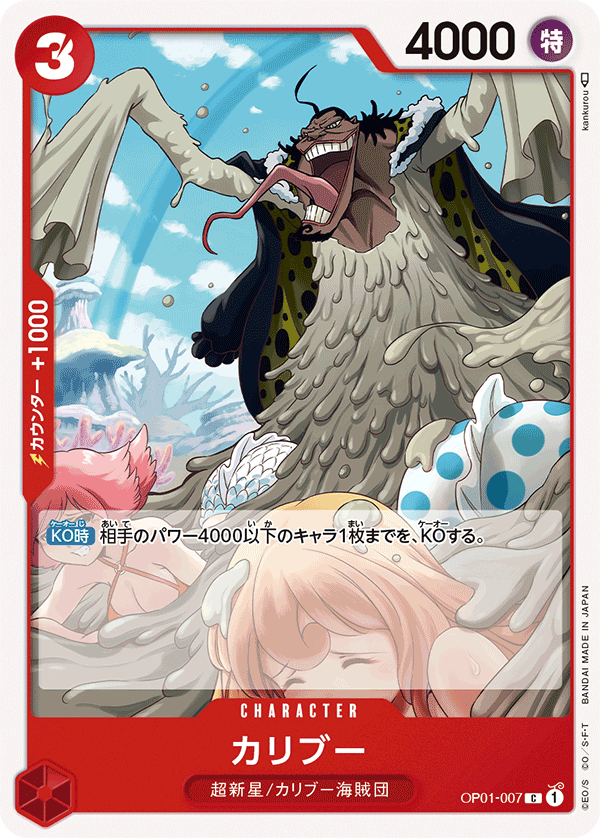 3
4000 特
kankurou
カウンター +1000
KO時 相手のパワー4000以下のキャラ1枚までを、KOする。
CHARACTER
カリブー
超新星/カリブー海賊団
OP01-007 C 1
©E.O/S ©O/S・F・T BANDAI MADE IN JAPAN